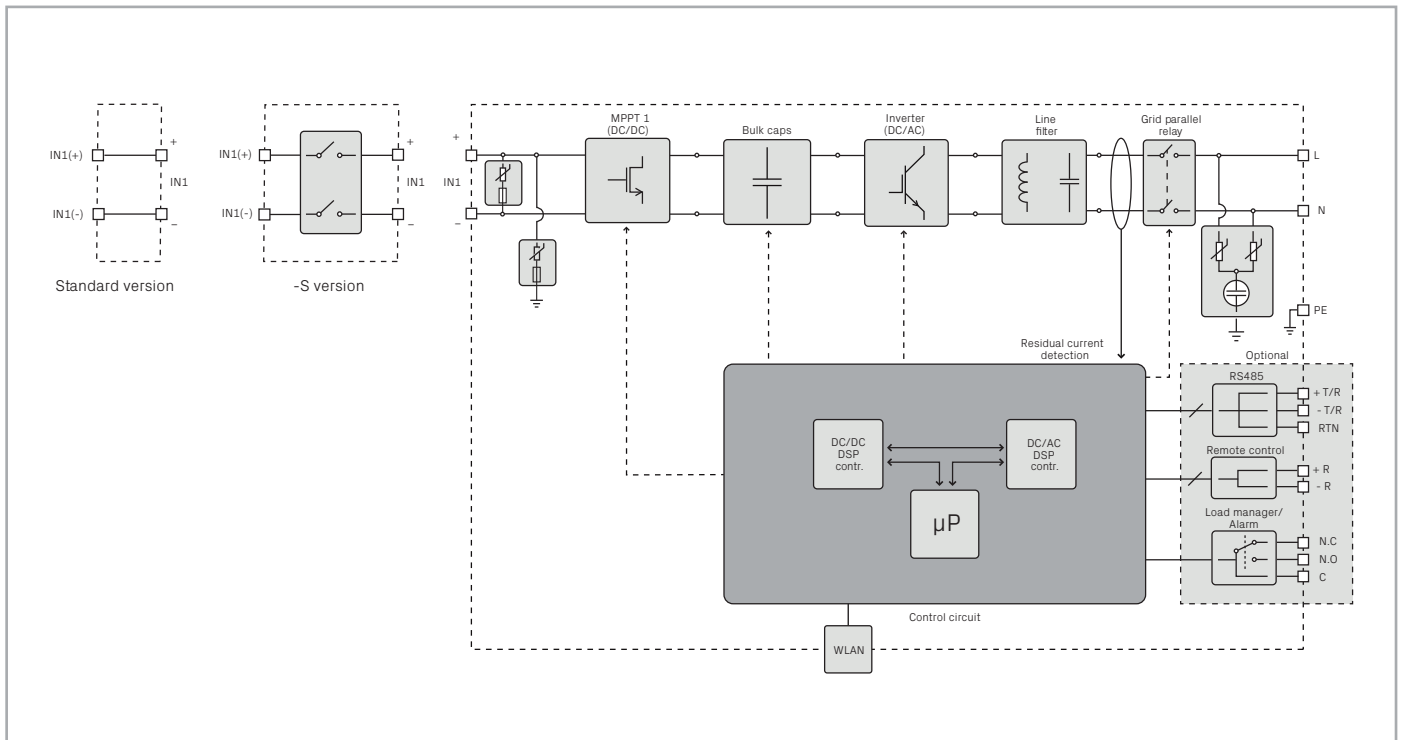 MPPT 1
(DC/DC)
Bulk caps
Inverter
(DC/AC)
Line
filter
Grid parallel
relay
IN1(+)
+
IN1
IN1(-)
−
Standard version
IN1(+)
+
IN1
IN1(-)
−
-S version
+
IN1
−
L
N
PE
Residual current
detection
Optional
RS485
+ T/R
- T/R
RTN
Remote control
+ R
- R
Load manager/
Alarm
N.C
N.O
C
DC/DC
DSP
contr.
DC/AC
DSP
contr.
µP
Control circuit
WLAN